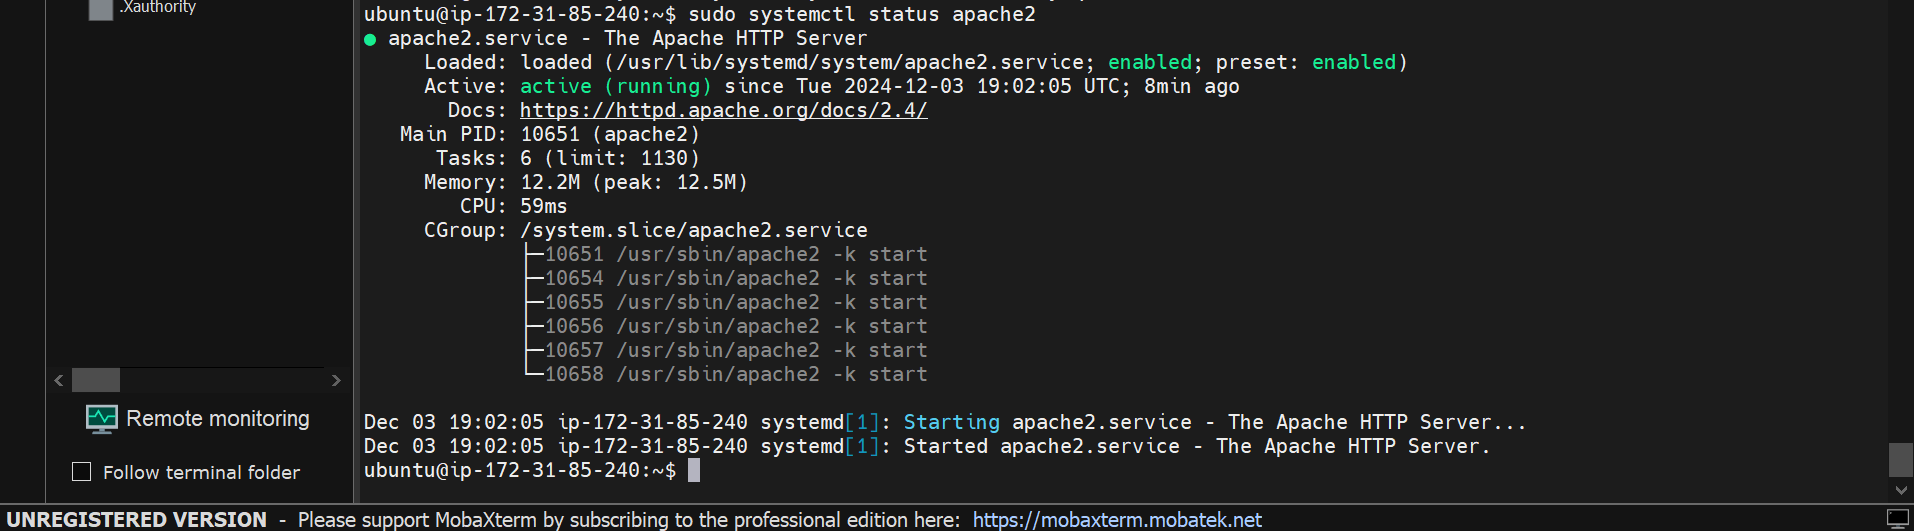 .Xauthority
ubuntu@ip-172-31-85-240:~$ sudo systemctl status apache2
● apache2.service - The Apache HTTP Server
Loaded: loaded (/usr/lib/systemd/system/apache2.service; enabled; preset: enabled)
Active: active (running) since Tue 2024-12-03 19:02:05 UTC; 8min ago
Docs: https://httpd.apache.org/docs/2.4/
Main PID: 10651 (apache2)
Tasks: 6 (limit: 1130)
Memory: 12.2M (peak: 12.5M)
CPU: 59ms
CGroup: /system.slice/apache2.service
├─10651 /usr/sbin/apache2 -k start
├─10654 /usr/sbin/apache2 -k start
├─10655 /usr/sbin/apache2 -k start
├─10656 /usr/sbin/apache2 -k start
├─10657 /usr/sbin/apache2 -k start
└─10658 /usr/sbin/apache2 -k start
Dec 03 19:02:05 ip-172-31-85-240 systemd[1]: Starting apache2.service - The Apache HTTP Server...
Dec 03 19:02:05 ip-172-31-85-240 systemd[1]: Started apache2.service - The Apache HTTP Server.
ubuntu@ip-172-31-85-240:~$
Remote monitoring
Follow terminal folder
UNREGISTERED VERSION - Please support MobaXterm by subscribing to the professional edition here: https://mobaxterm.mobatek.net